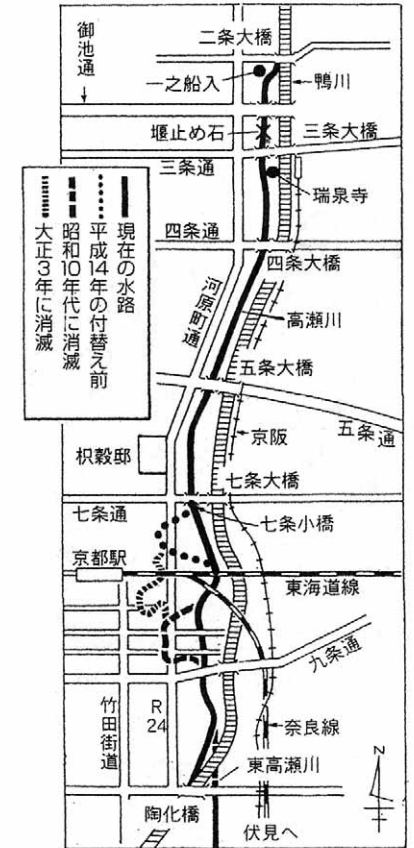 二条大橋
御池通
一之船入
鴨川
堰止め石
三条大橋
三条通
瑞泉寺
現在の水路
平成14年の付替え前
昭和10年代に消滅
大正3年に消滅
四条通
四条大橋
河原町通
高瀬川
五条大橋
五条通
京阪
枳殻邸
七条大橋
七条通
七条小橋
京都駅
東海道線
九条通
竹田街道
R
24
奈良線
東高瀬川
陶化橋
伏見へ
N